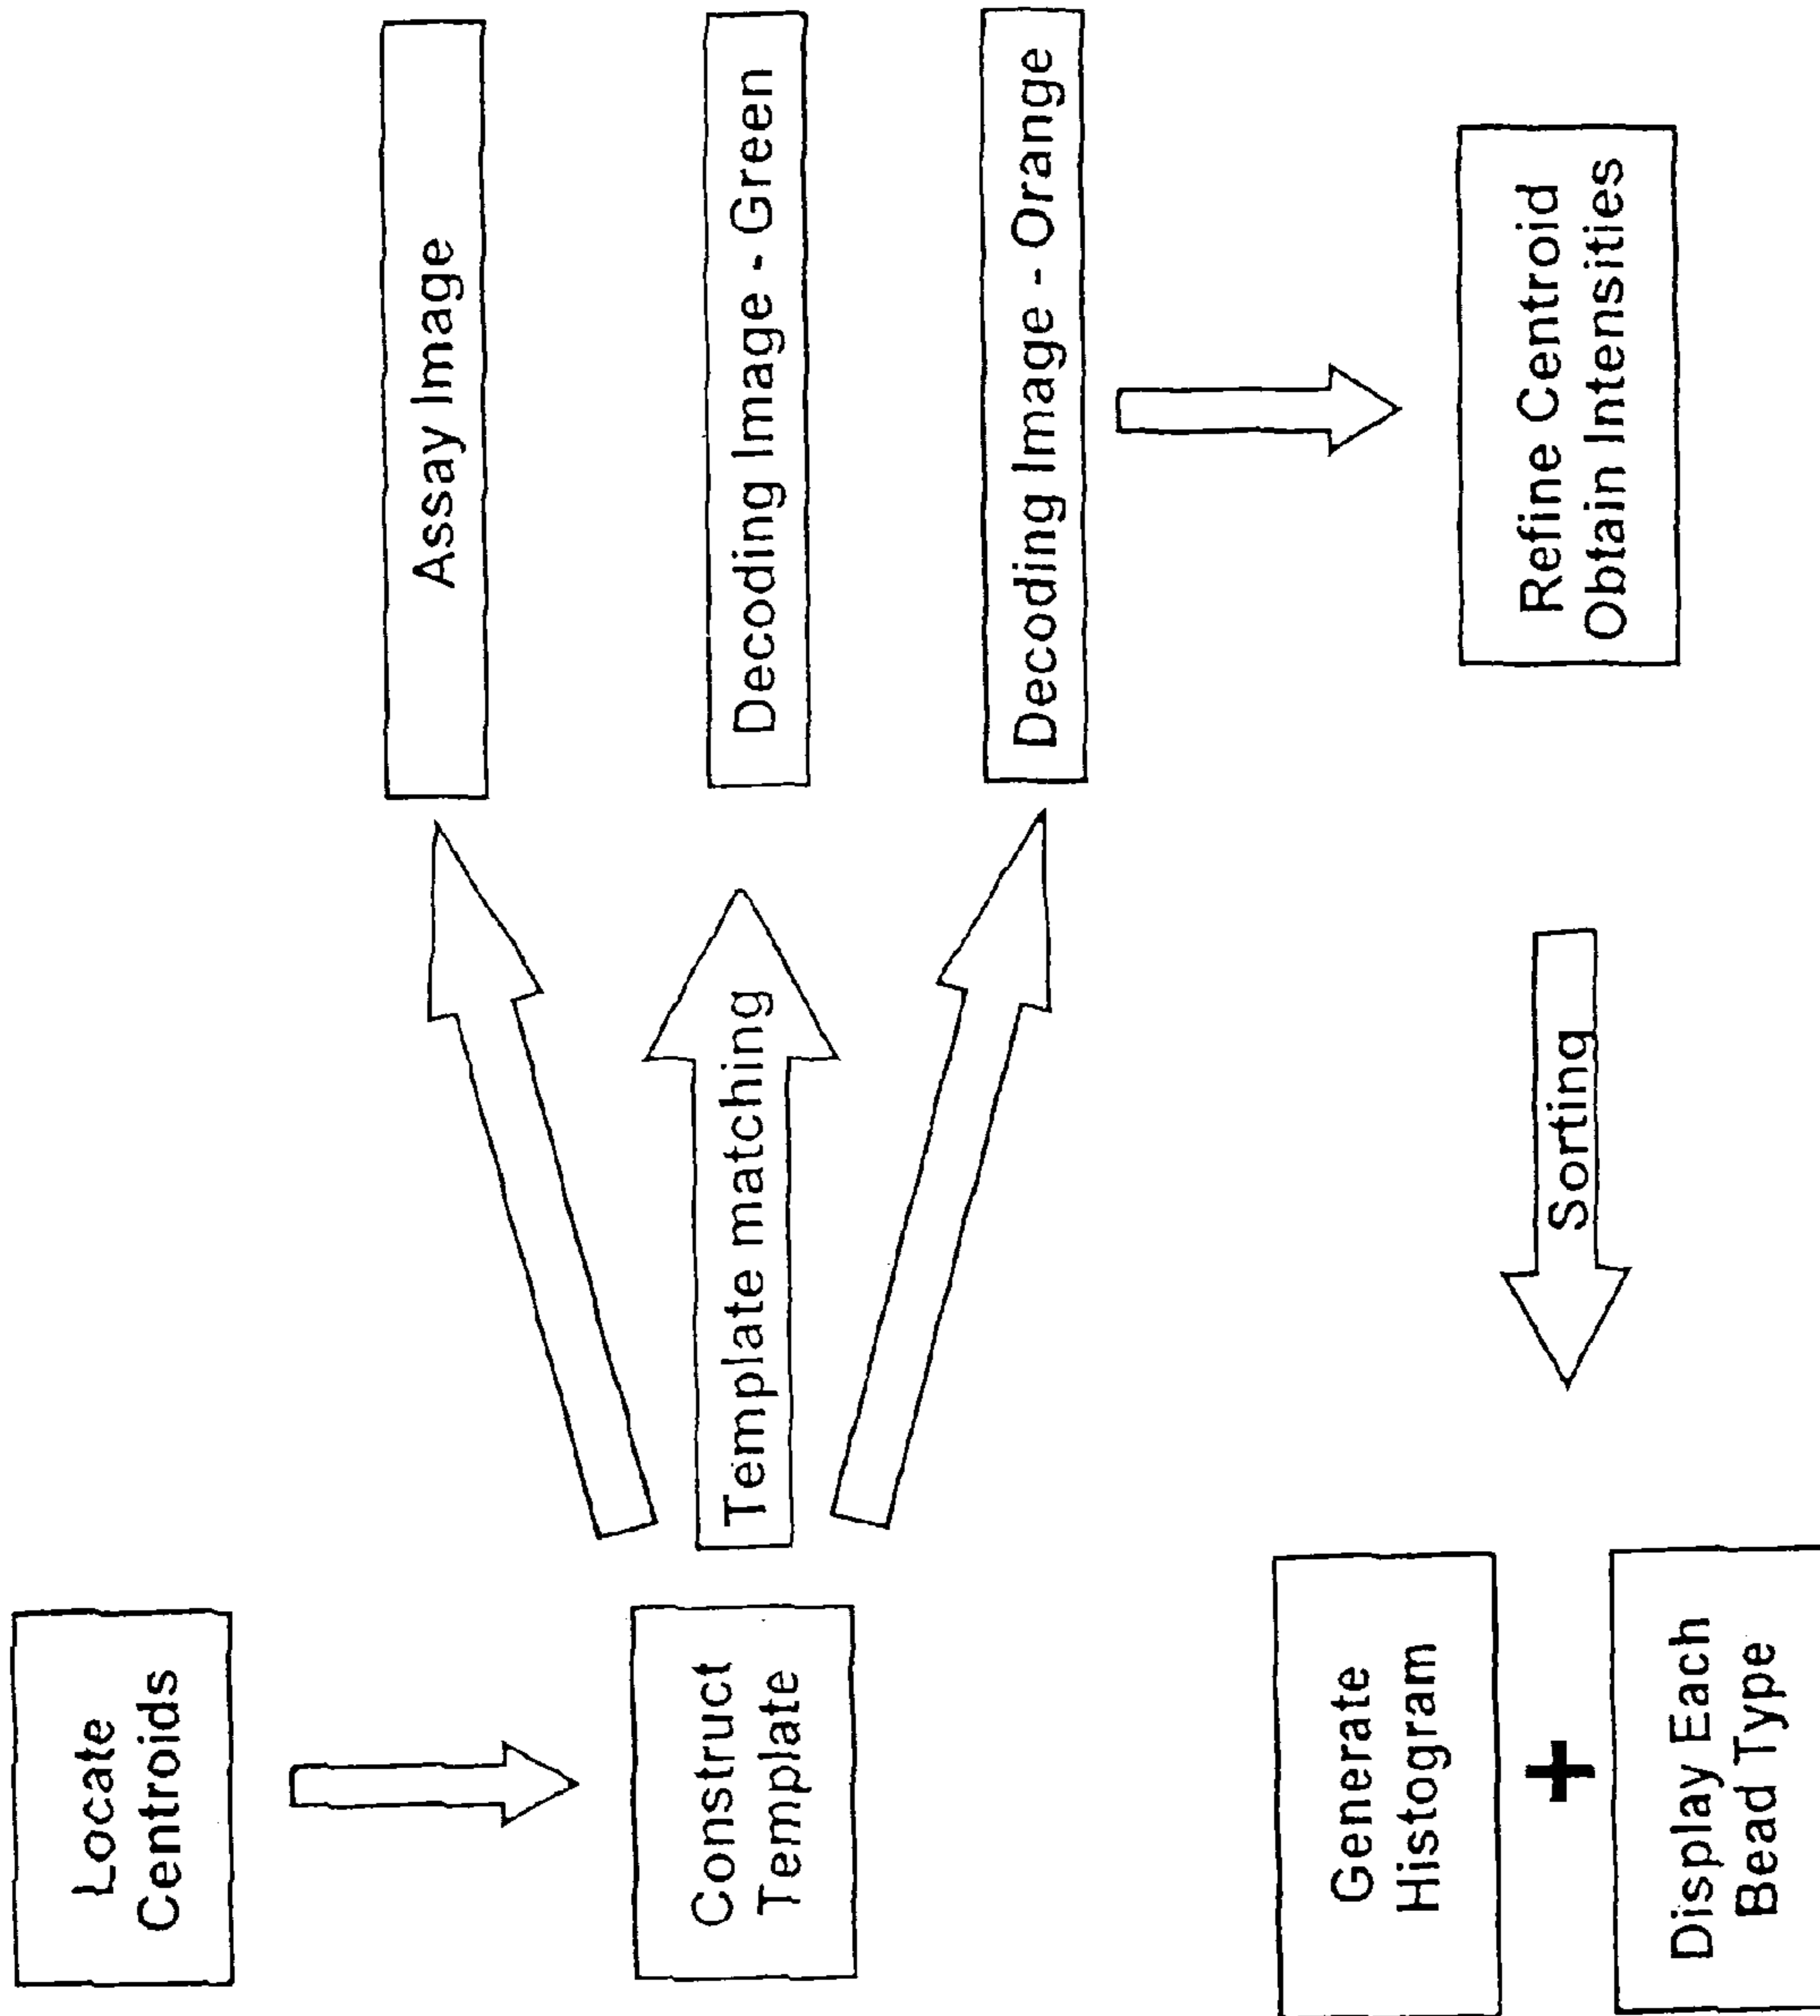 Locate
Centroids
Construct
Template
Template matching
Assay Image
Decoding Image - Green
Decoding Image - Orange
Refine Centroid
Obtain Intensities
Sorting
Generate
Histogram
+
Display Each
Bead Type